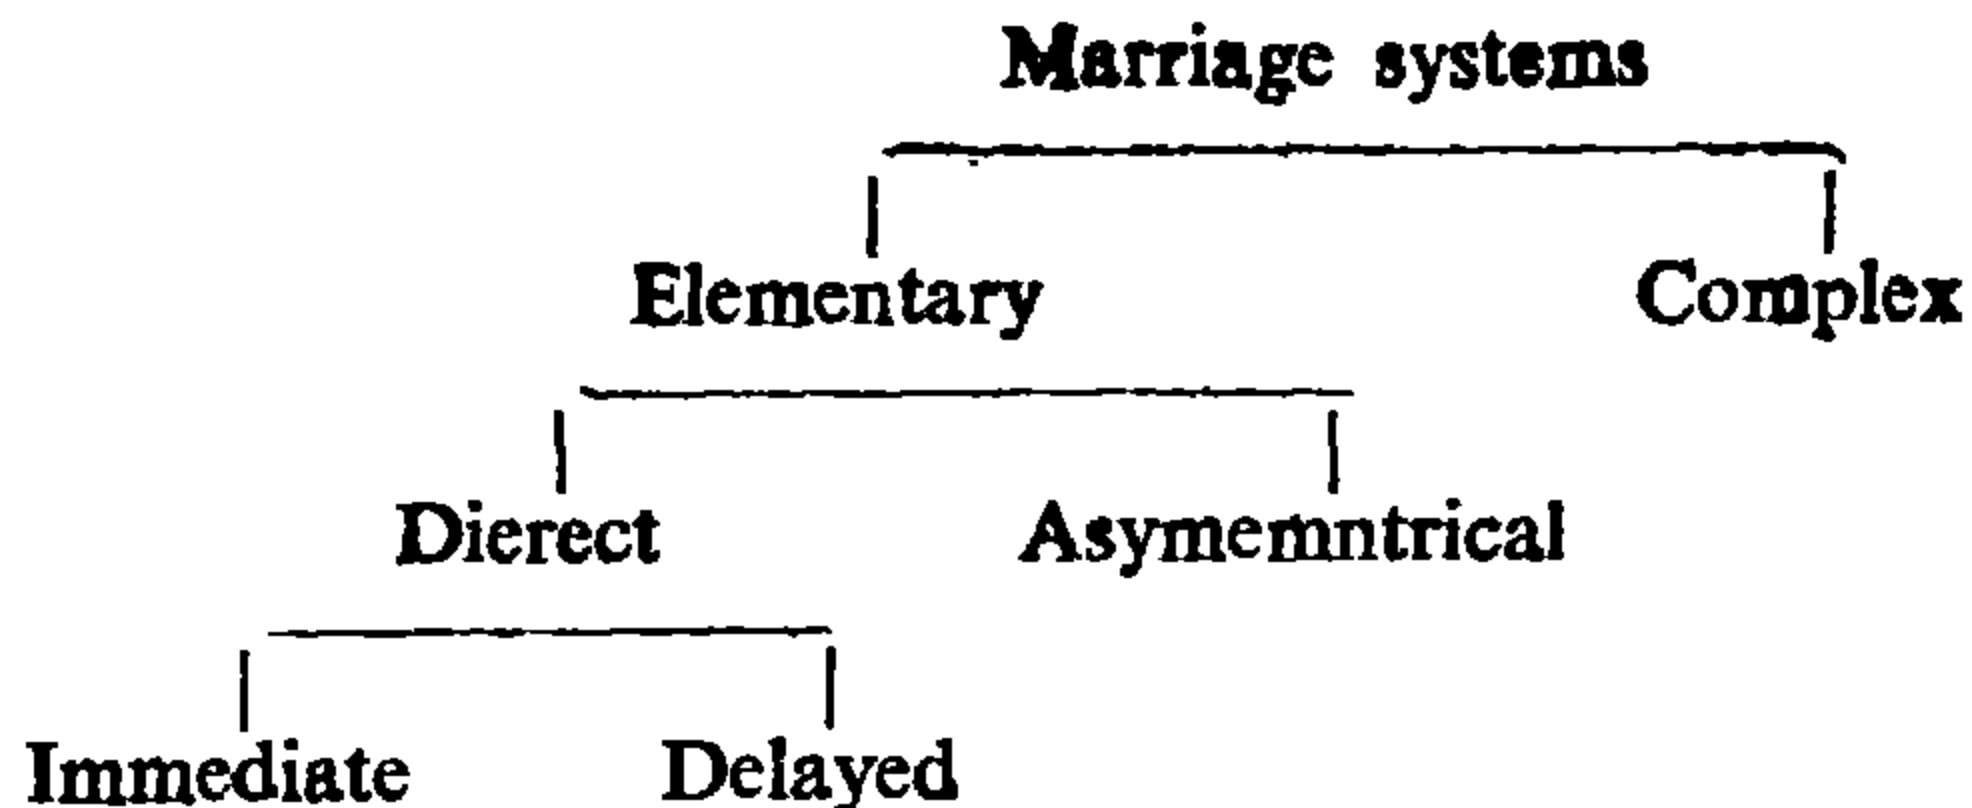 Marriage systems
Elementary Complex
Dierect Asymemntrical
Immediate Delayed